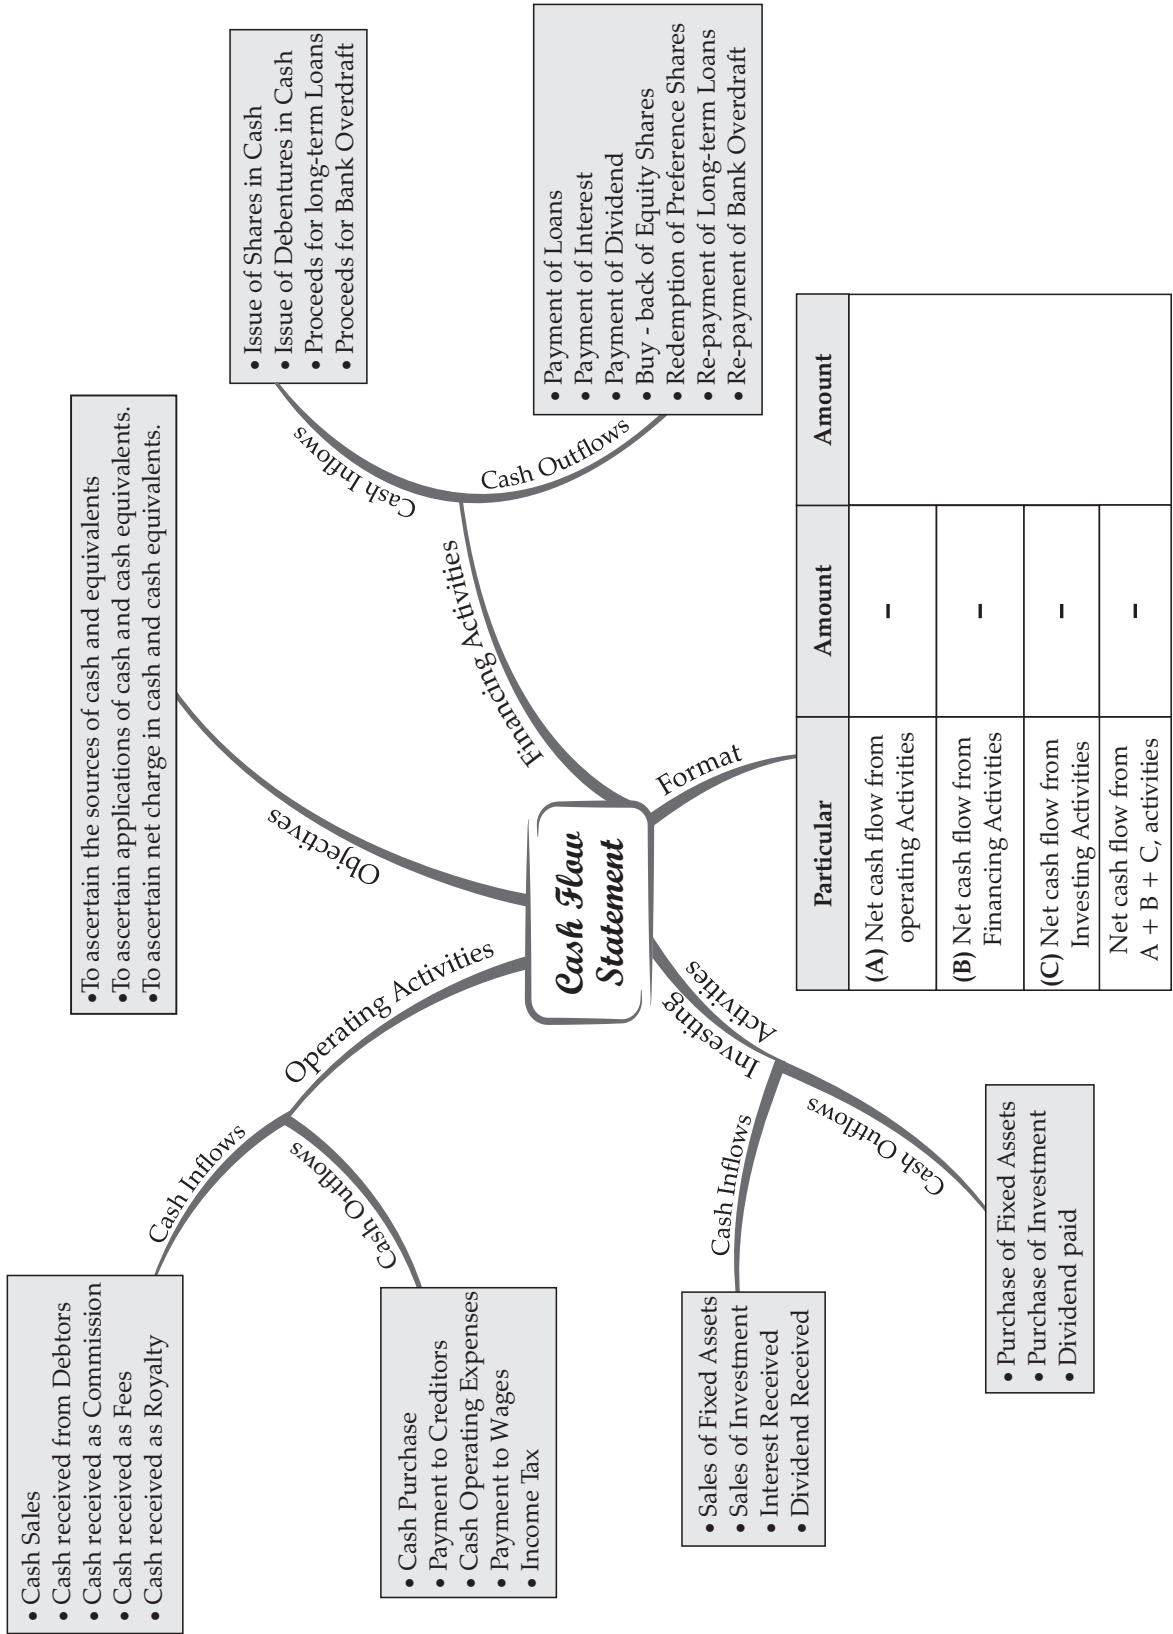 Cash Flow
Statement
Operating Activities
Cash Inflows
• Cash Sales
• Cash received from Debtors
• Cash received as Commission
• Cash received as Fees
• Cash received as Royalty
Cash Outflows
• Cash Purchase
• Payment to Creditors
• Cash Operating Expenses
• Payment to Wages
• Income Tax
Objectives
•To ascertain the sources of cash and equivalents
•To ascertain applications of cash and cash equivalents.
•To ascertain net charge in cash and cash equivalents.
Financing Activities
Cash Inflows
• Issue of Shares in Cash
• Issue of Debentures in Cash
• Proceeds for long-term Loans
• Proceeds for Bank Overdraft
Cash Outflows
• Payment of Loans
• Payment of Interest
• Payment of Dividend
• Buy - back of Equity Shares
• Redemption of Preference Shares
• Re-payment of Long-term Loans
• Re-payment of Bank Overdraft
Investing
Activities
Cash Inflows
• Sales of Fixed Assets
• Sales of Investment
• Interest Received
• Dividend Received
Cash Outflows
• Purchase of Fixed Assets
• Purchase of Investment
• Dividend paid
Format
Particular Amount Amount
(A) Net cash flow from
operating Activities –
(B) Net cash flow from
Financing Activities –
(C) Net cash flow from
Investing Activities –
Net cash flow from
A + B + C, activities –